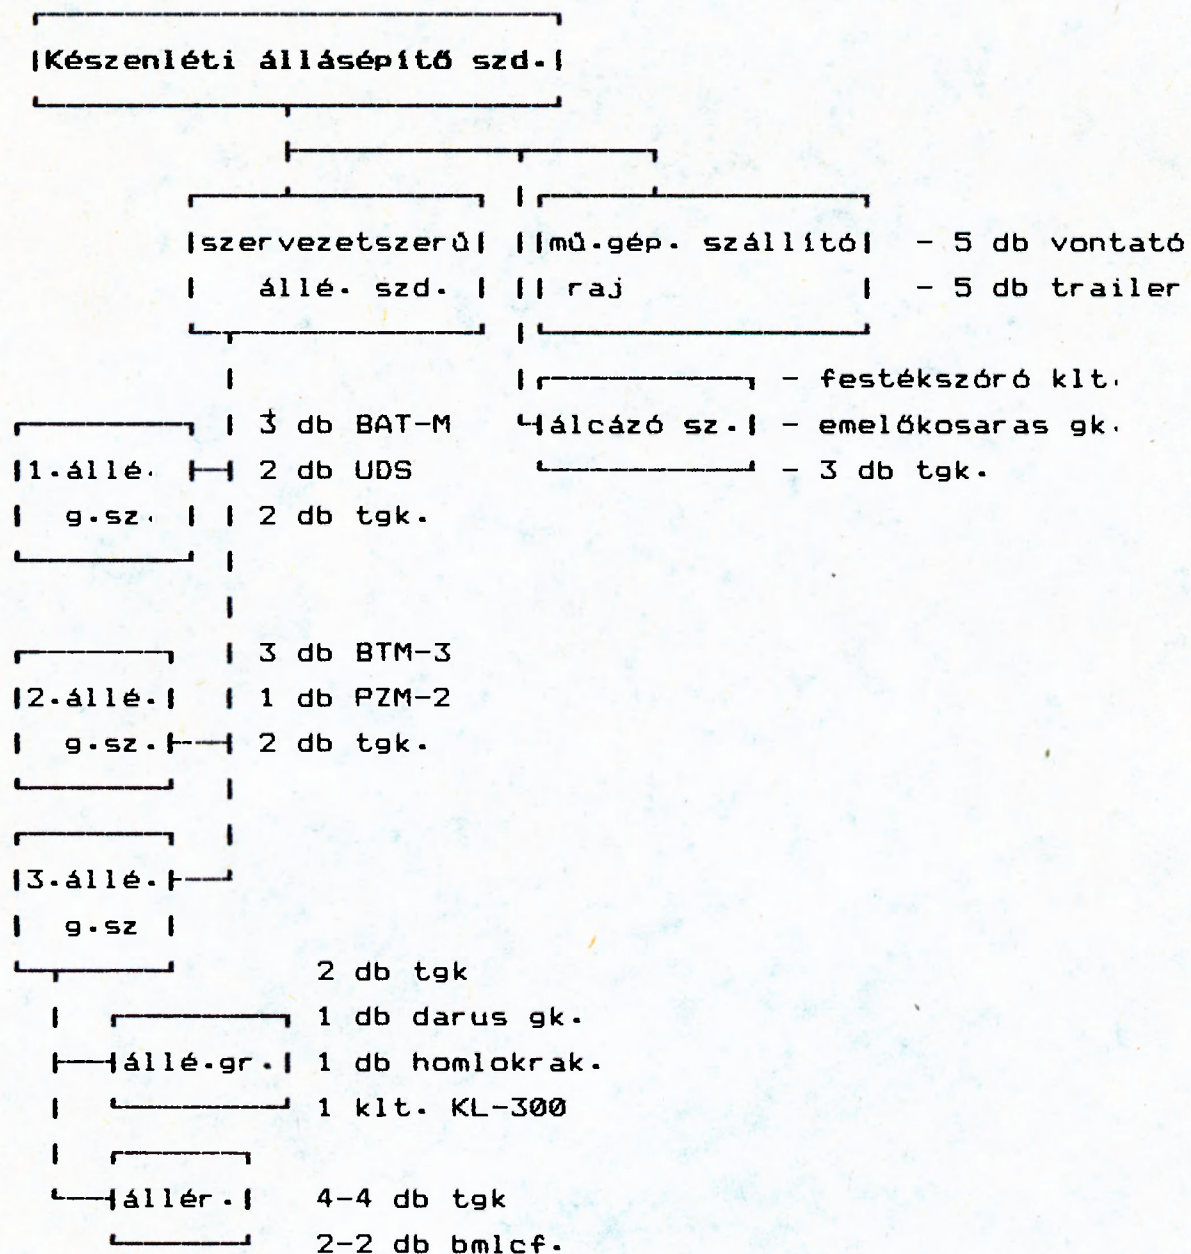 Készenléti állásépítő szd.
szervezetszerű
állé. szd.
mű.gép. szállító
raj
- 5 db vontató
- 5 db trailer
álcázó sz.
- festékszóró klt.
- emelőkosaras gk.
- 3 db tgk.
1.állé.
g.sz.
3 db BAT-M
2 db UDS
2 db tgk.
2.állé.
g.sz.
3 db BTM-3
1 db PZM-2
2 db tgk.
3.állé.
g.sz
állé.gr.
2 db tgk
1 db darus gk.
1 db homlokrak.
1 klt. KL-300
állér.
4-4 db tgk
2-2 db bmlcf.